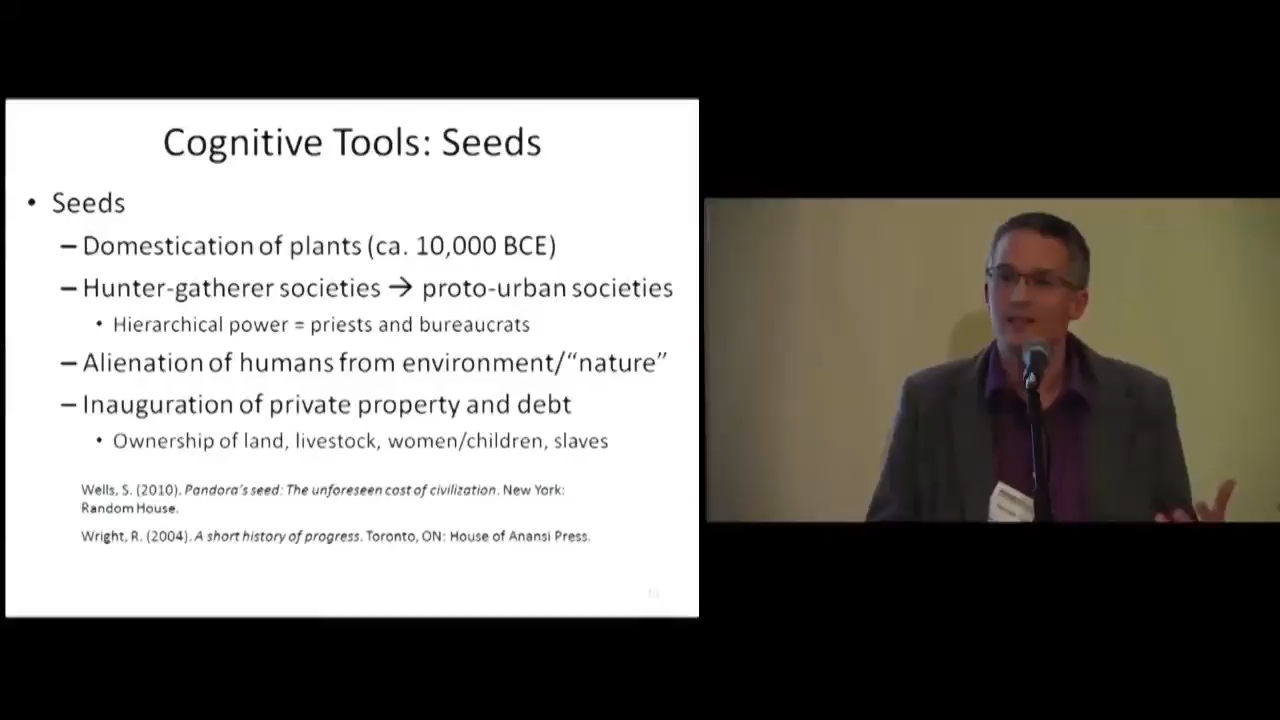 Cognitive Tools: Seeds
• Seeds
– Domestication of plants (ca. 10,000 BCE)
– Hunter-gatherer societies → proto-urban societies
• Hierarchical power = priests and bureaucrats
– Alienation of humans from environment/“nature”
– Inauguration of private property and debt
• Ownership of land, livestock, women/children, slaves
Wells, S. (2010). Pandora’s seed: The unforeseen cost of civilization. New York:
Random House.
Wright, R. (2004). A short history of progress. Toronto, ON: House of Anansi Press.